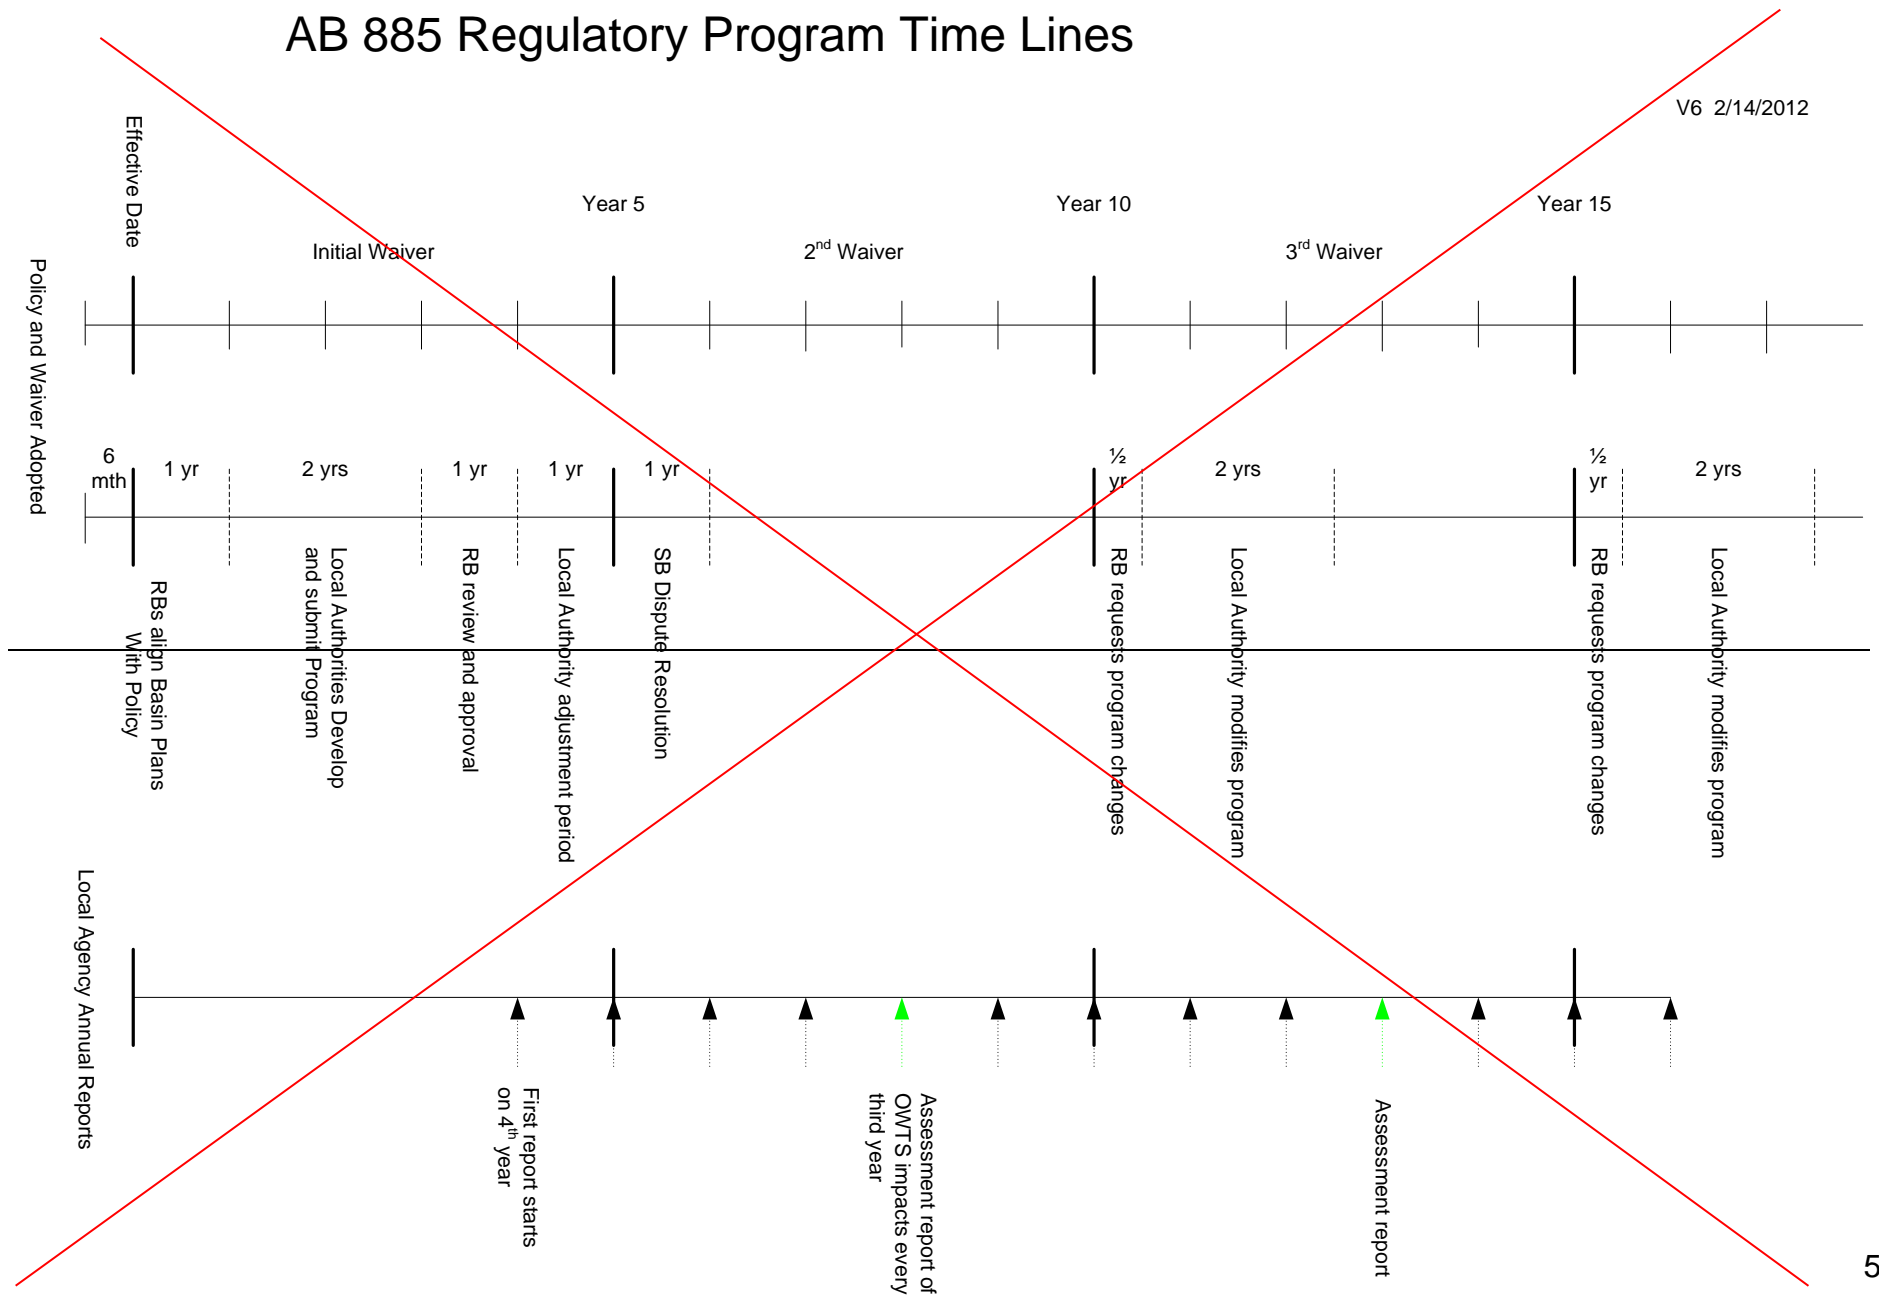 AB 885 Regulatory Program Time Lines
V6 2/14/2012
Effective Date
Policy and Waiver Adopted
Year 5
Year 10
Year 15
Initial Waiver
2nd Waiver
3rd Waiver
6
mth
1 yr
2 yrs
1 yr
1 yr
1 yr
½
yr
2 yrs
½
yr
2 yrs
RBs align Basin Plans
With Policy
Local Authorities Develop
and submit Program
RB review and approval
Local Authority adjustment period
SB Dispute Resolution
RB requests program changes
Local Authority modifies program
RB requests program changes
Local Authority modifies program
Local Agency Annual Reports
First report starts
on 4th year
Assessment report of
OWTS impacts every
third year
Assessment report
5